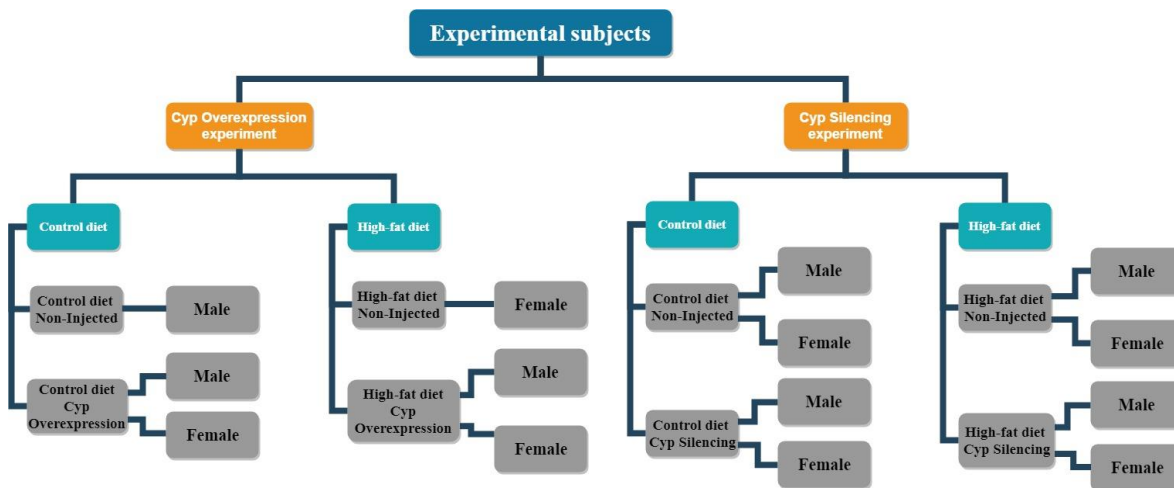 Experimental subjects
Cyp Overexpression
experiment
Control diet
Control diet
Non-Injected
Male
Control diet
Cyp
Overexpression
Male
Female
High-fat diet
High-fat diet
Non-Injected
Female
High-fat diet
Cyp
Overexpression
Male
Female
Cyp Silencing
experiment
Control diet
Control diet
Non-Injected
Male
Female
Control diet
Cyp Silencing
Male
Female
High-fat diet
High-fat diet
Non-Injected
Male
Female
High-fat diet
Cyp Silencing
Male
Female